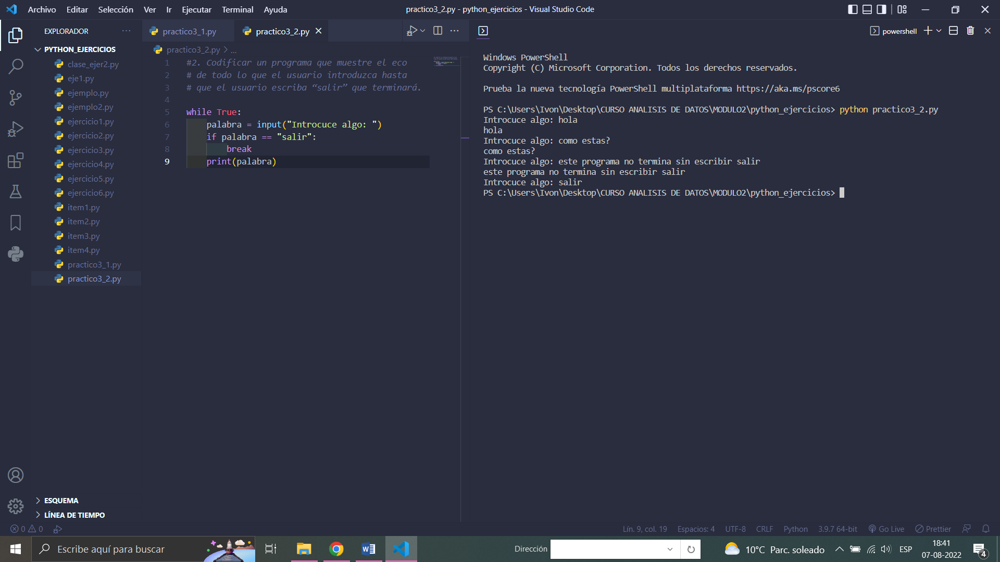 Archivo Editar Selección Ver Ir Ejecutar Terminal Ayuda
practico3_2.py - python_ejercicios - Visual Studio Code
EXPLORADOR
PYTHON_EJERCICIOS
clase_ejer2.py
eje1.py
ejemplo.py
ejemplo2.py
ejercicio1.py
ejercicio2.py
ejercicio3.py
ejercicio4.py
ejercicio5.py
ejercicio6.py
item1.py
item2.py
item3.py
item4.py
practico3_1.py
practico3_2.py
ESQUEMA
LÍNEA DE TIEMPO
practico3_1.py practico3_2.py
practico3_2.py > ...
1 #2. Codificar un programa que muestre el eco
2 # de todo lo que el usuario introduzca hasta
3 # que el usuario escriba “salir” que terminará.
4
5 while True:
6 palabra = input("Introcuce algo: ")
7 if palabra == "salir":
8 break
9 print(palabra)
powershell
Windows PowerShell
Copyright (C) Microsoft Corporation. Todos los derechos reservados.
Prueba la nueva tecnología PowerShell multiplataforma https://aka.ms/pscore6
PS C:\Users\Ivon\Desktop\CURSO ANALISIS DE DATOS\MODULO2\python_ejercicios> python practico3_2.py
Introcuce algo: hola
hola
Introcuce algo: como estas?
como estas?
Introcuce algo: este programa no termina sin escribir salir
este programa no termina sin escribir salir
Introcuce algo: salir
PS C:\Users\Ivon\Desktop\CURSO ANALISIS DE DATOS\MODULO2\python_ejercicios>
0 0
Lín. 9, col. 19 Espacios: 4 UTF-8 CRLF Python 3.9.7 64-bit Go Live Prettier
Escribe aquí para buscar
Dirección
10°C Parc. soleado
ESP
18:41
07-08-2022
4